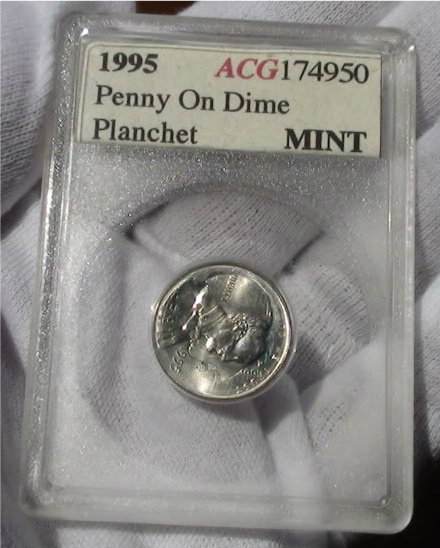 1995 ACG174950
Penny On Dime
Planchet MINT